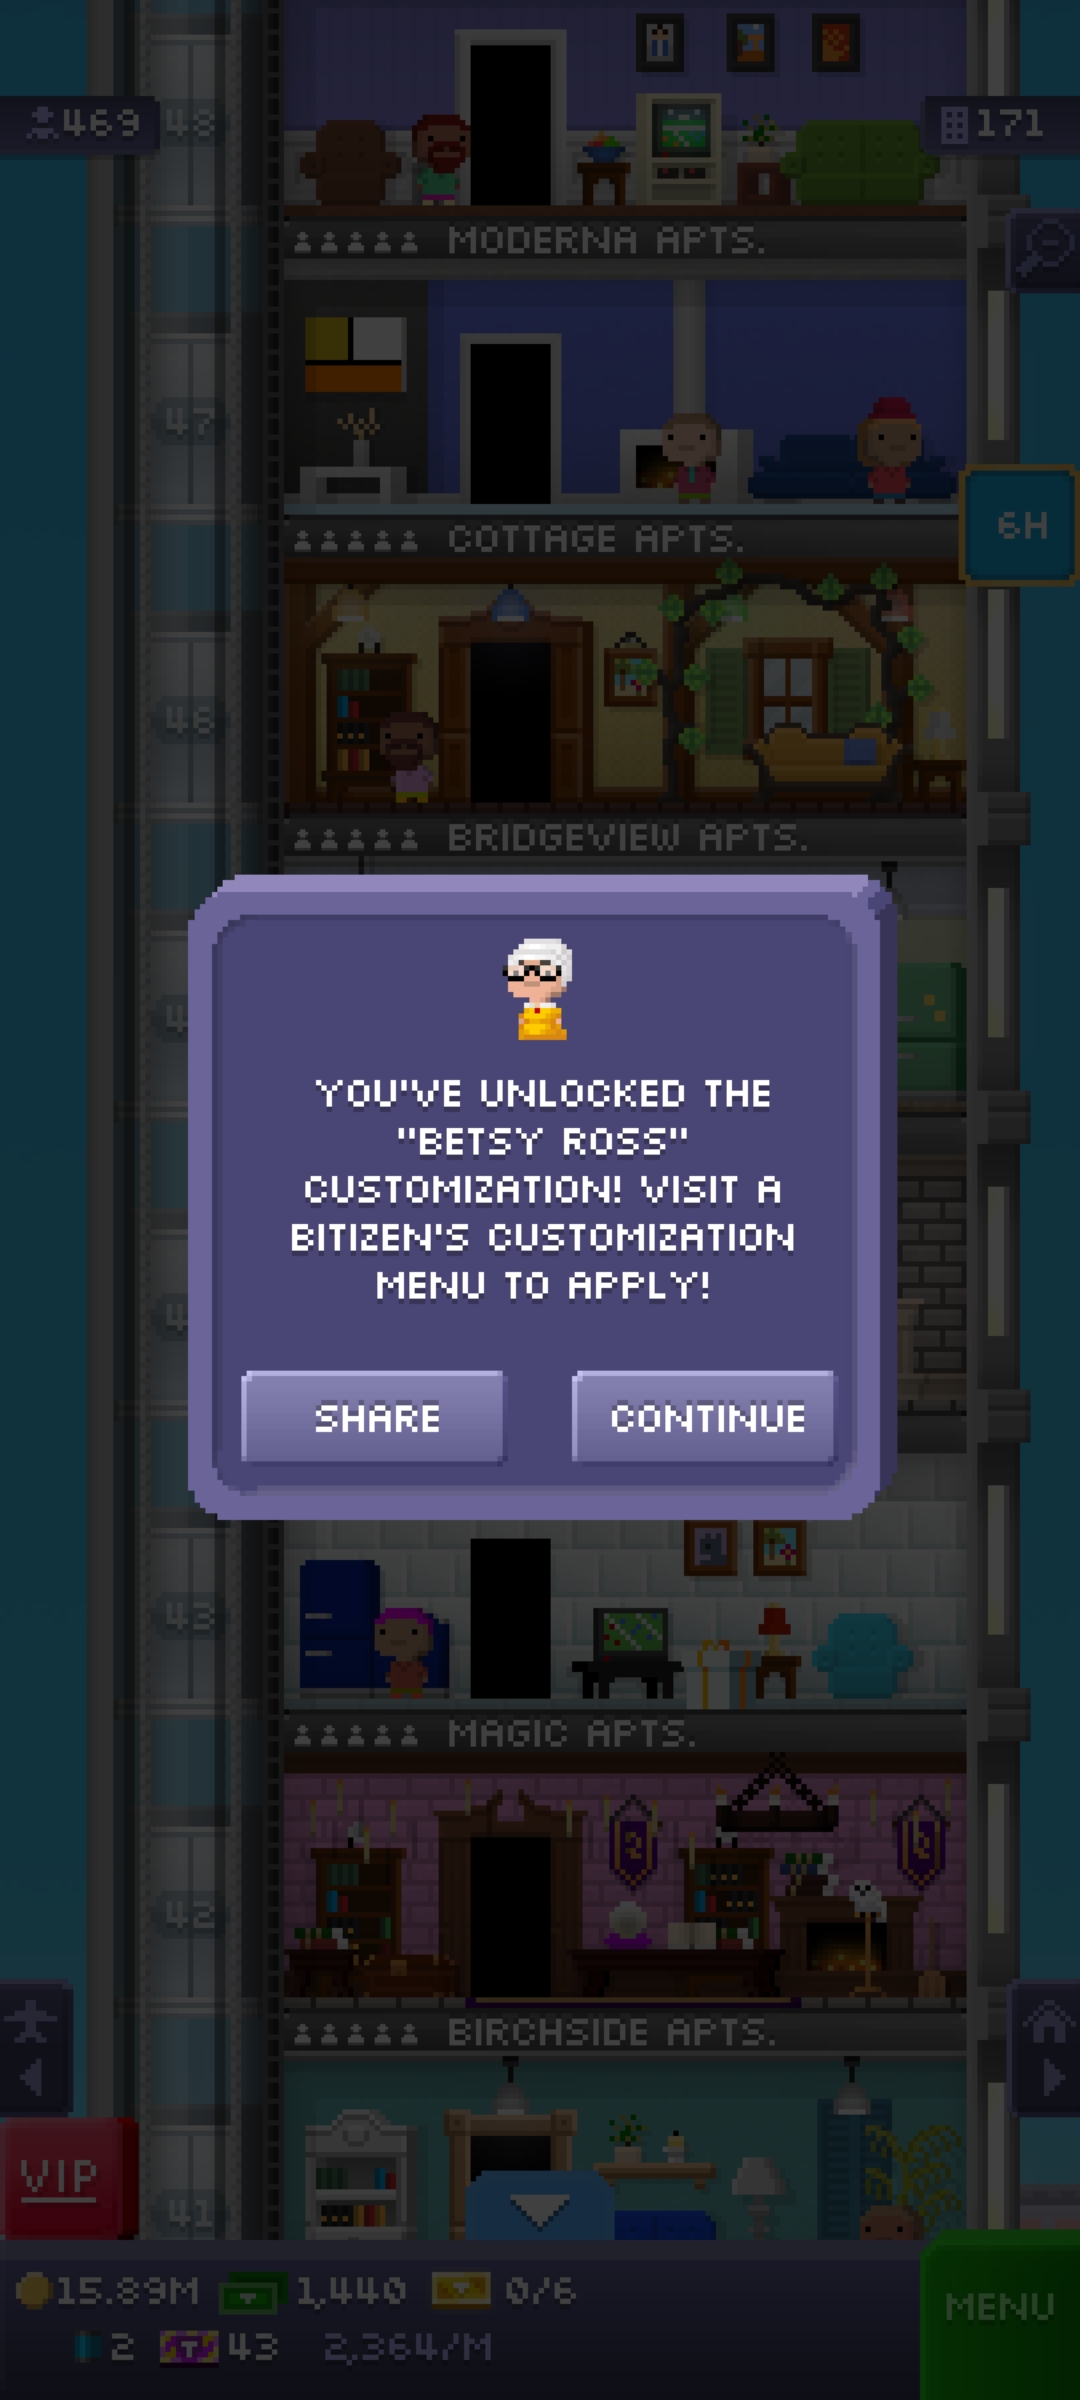 469
48
171
MODERNA APTS.
47
COTTAGE APTS.
6H
46
BRIDGEVIEW APTS.
YOU'VE UNLOCKED THE
"BETSY ROSS"
CUSTOMIZATION! VISIT A
BITIZEN'S CUSTOMIZATION
MENU TO APPLY!
SHARE
CONTINUE
43
MAGIC APTS.
42
BIRCHSIDE APTS.
VIP
41
15.89M 1,440 0/6
MENU
2 43 2,364/M